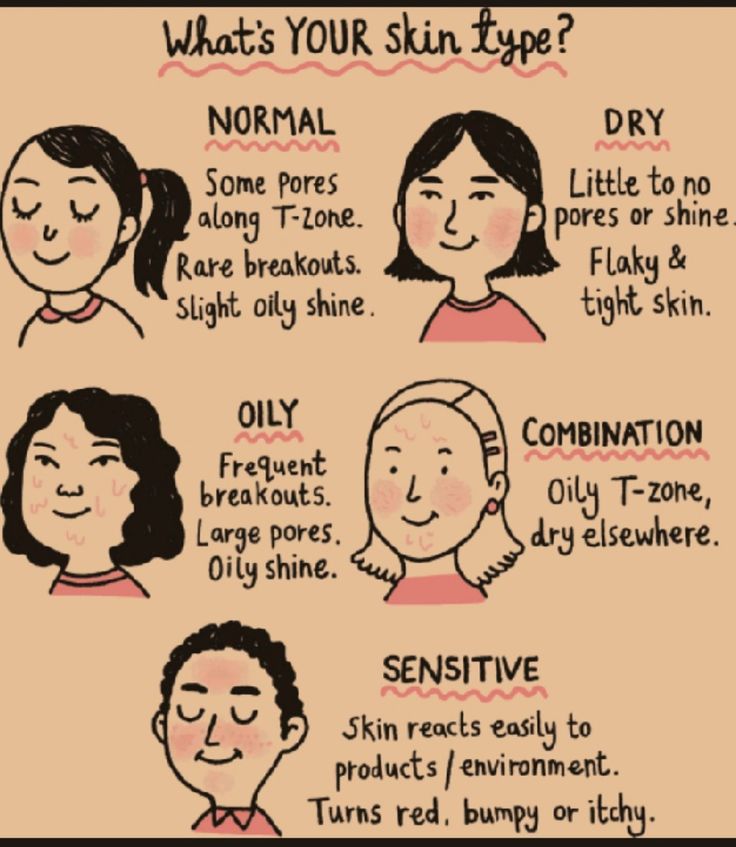 What's YOUR skin type?
NORMAL
Some pores
along T-zone.
Rare breakouts.
Slight oily shine.
DRY
Little to no
pores or shine.
Flaky &
tight skin.
OILY
Frequent
breakouts.
Large pores.
Oily shine.
COMBINATION
Oily T-zone,
dry elsewhere.
SENSITIVE
Skin reacts easily to
products/environment.
Turns red, bumpy or itchy.